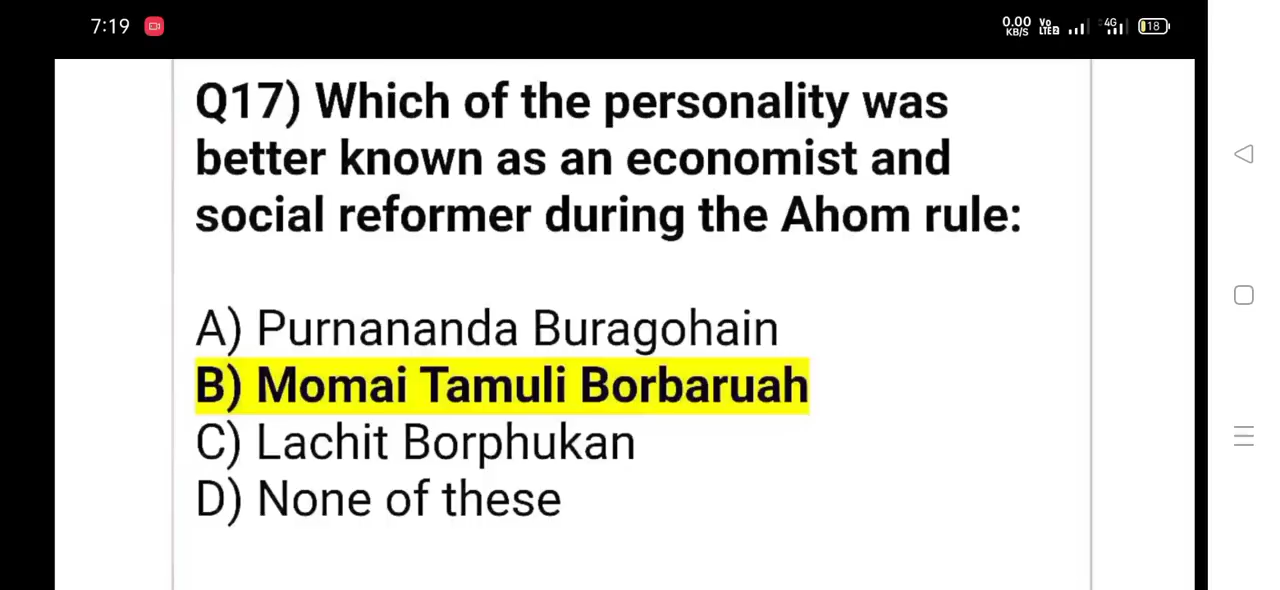 7:19
0.00 KB/S Vo LTE2 4G 18
Q17) Which of the personality was
better known as an economist and
social reformer during the Ahom rule:
A) Purnananda Buragohain
B) Momai Tamuli Borbaruah
C) Lachit Borphukan
D) None of these